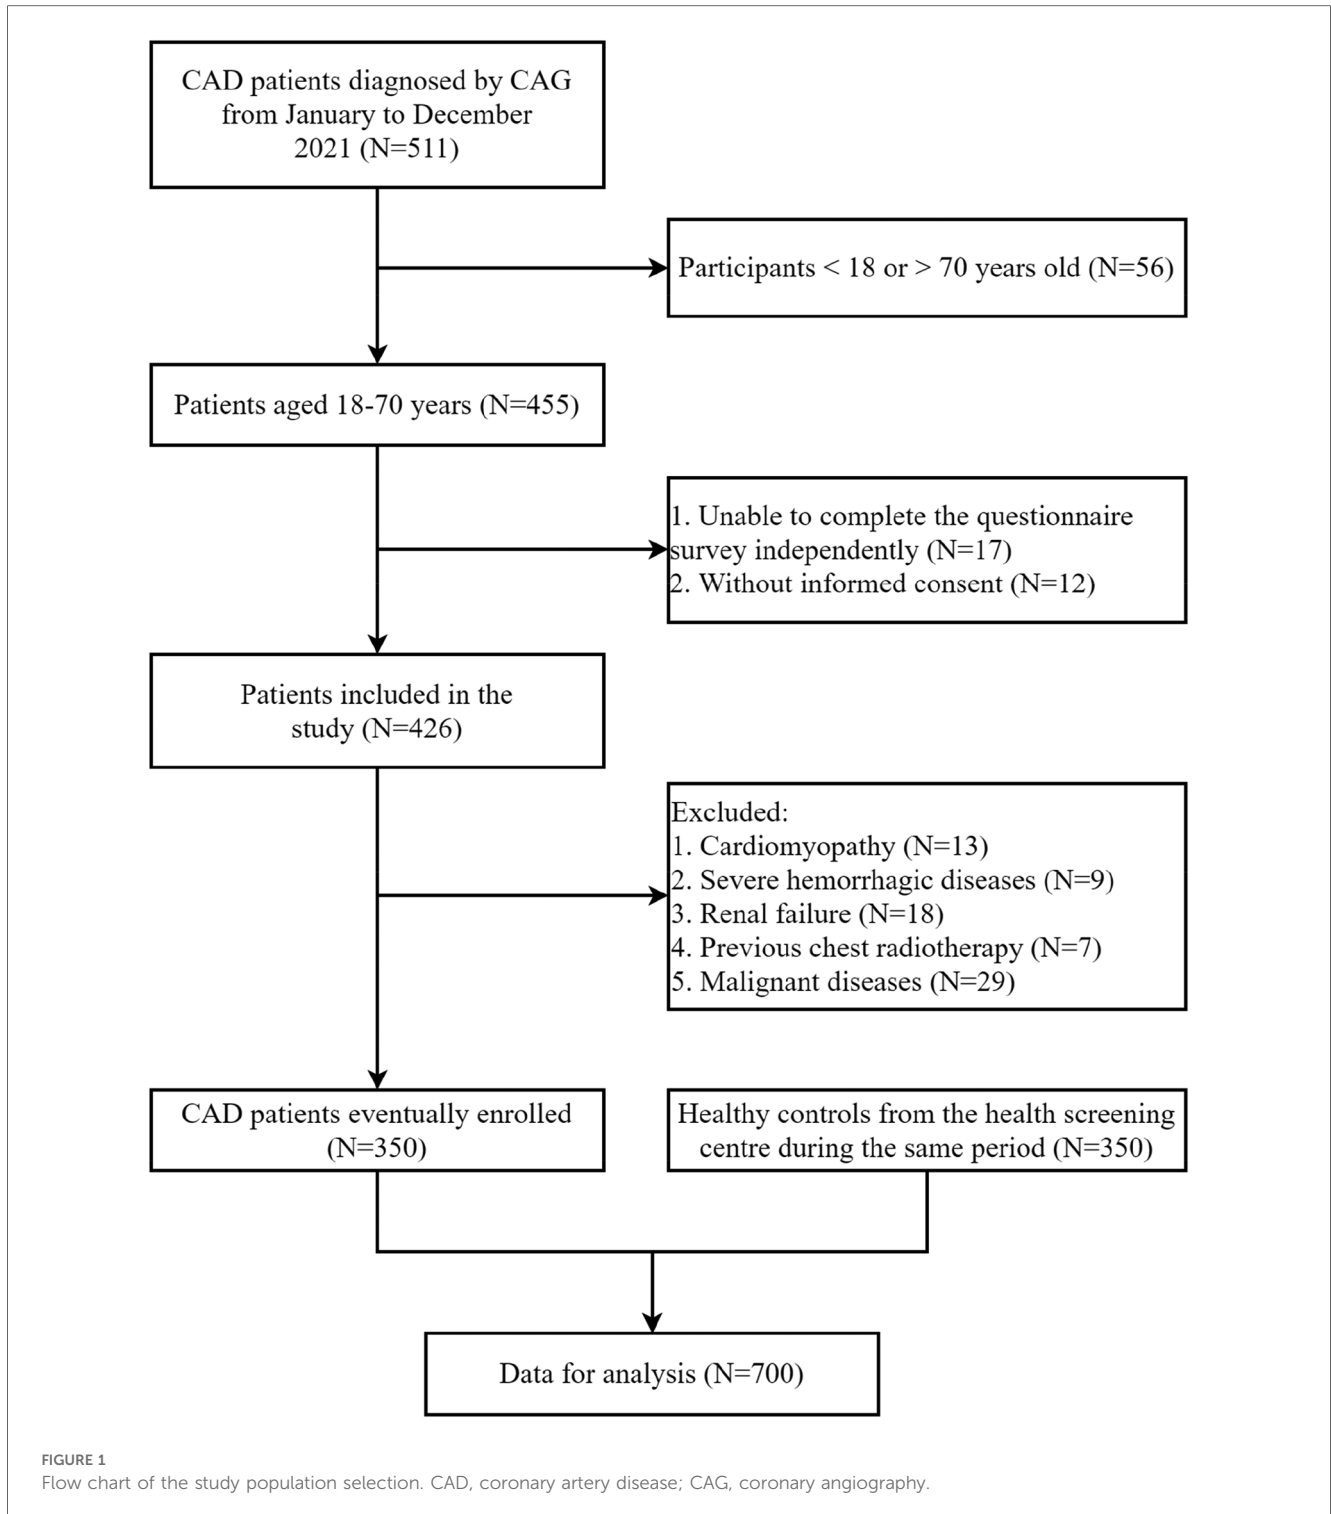 CAD patients diagnosed by CAG
from January to December
2021 (N=511)
Participants < 18 or > 70 years old (N=56)
Patients aged 18-70 years (N=455)
1. Unable to complete the questionnaire
survey independently (N=17)
2. Without informed consent (N=12)
Patients included in the
study (N=426)
Excluded:
1. Cardiomyopathy (N=13)
2. Severe hemorrhagic diseases (N=9)
3. Renal failure (N=18)
4. Previous chest radiotherapy (N=7)
5. Malignant diseases (N=29)
CAD patients eventually enrolled
(N=350)
Healthy controls from the health screening
centre during the same period (N=350)
Data for analysis (N=700)
FIGURE 1
Flow chart of the study population selection. CAD, coronary artery disease; CAG, coronary angiography.